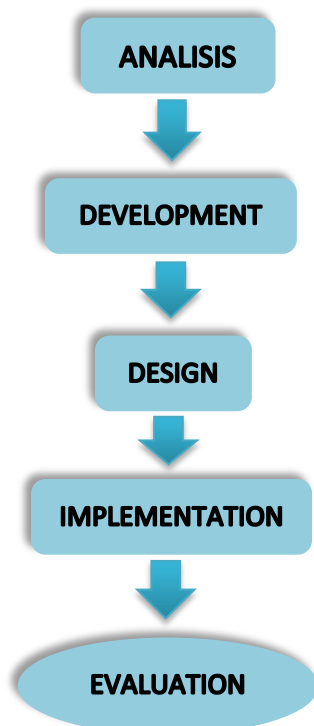 ANALISIS
DEVELOPMENT
DESIGN
IMPLEMENTATION
EVALUATION